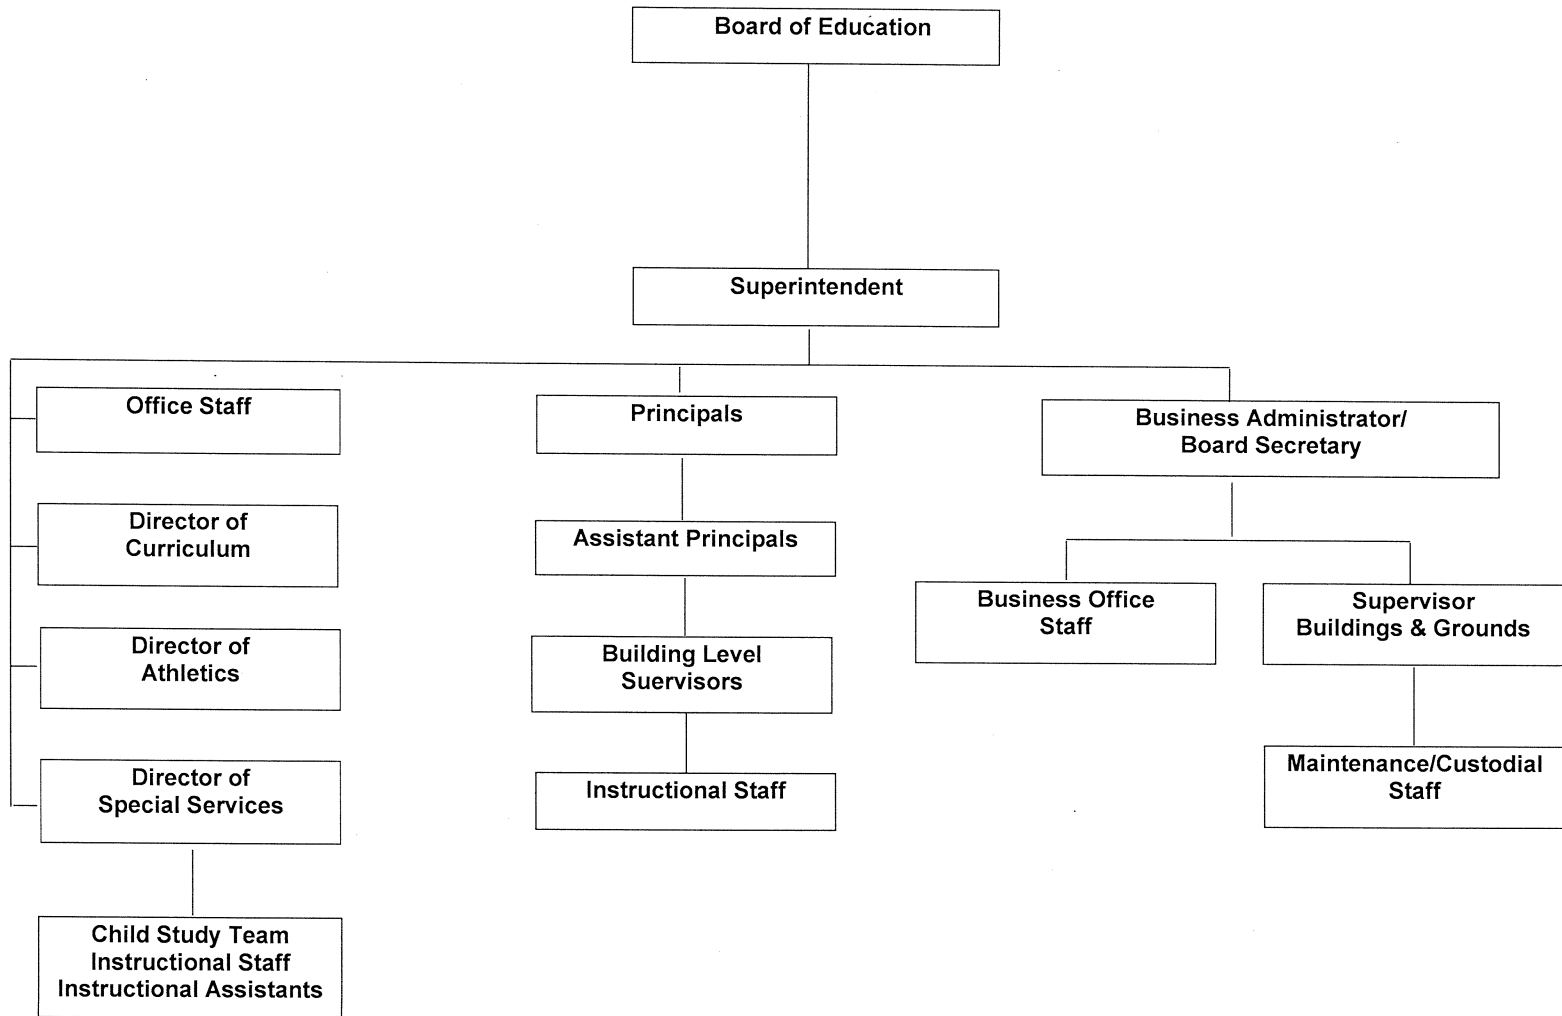 Board of Education
Superintendent
Office Staff
Principals
Business Administrator/
Board Secretary
Director of
Curriculum
Assistant Principals
Business Office
Staff
Supervisor
Buildings & Grounds
Director of
Athletics
Building Level
Suervisors
Director of
Special Services
Instructional Staff
Maintenance/Custodial
Staff
Child Study Team
Instructional Staff
Instructional Assistants